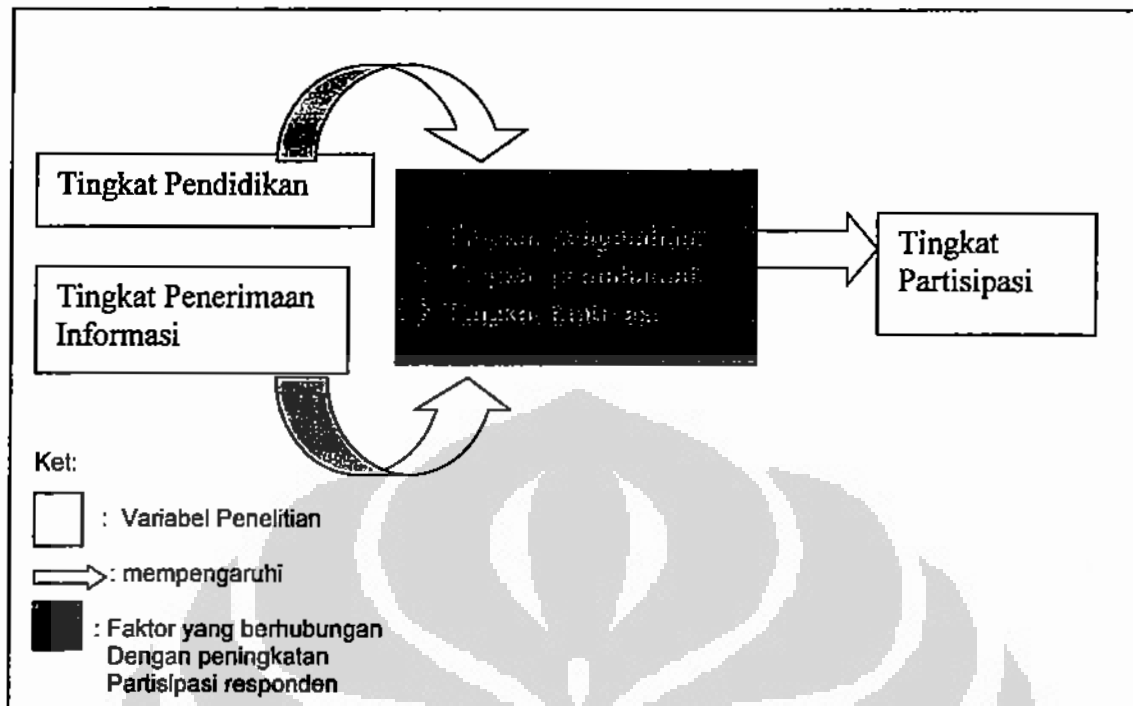 Tingkat Pendidikan
Tingkat Penerimaan
Informasi
Tingkat
Partisipasi
Ket:
: Variabel Penelitian
: mempengaruhi
: Faktor yang berhubungan
Dengan peningkatan
Partisipasi responden